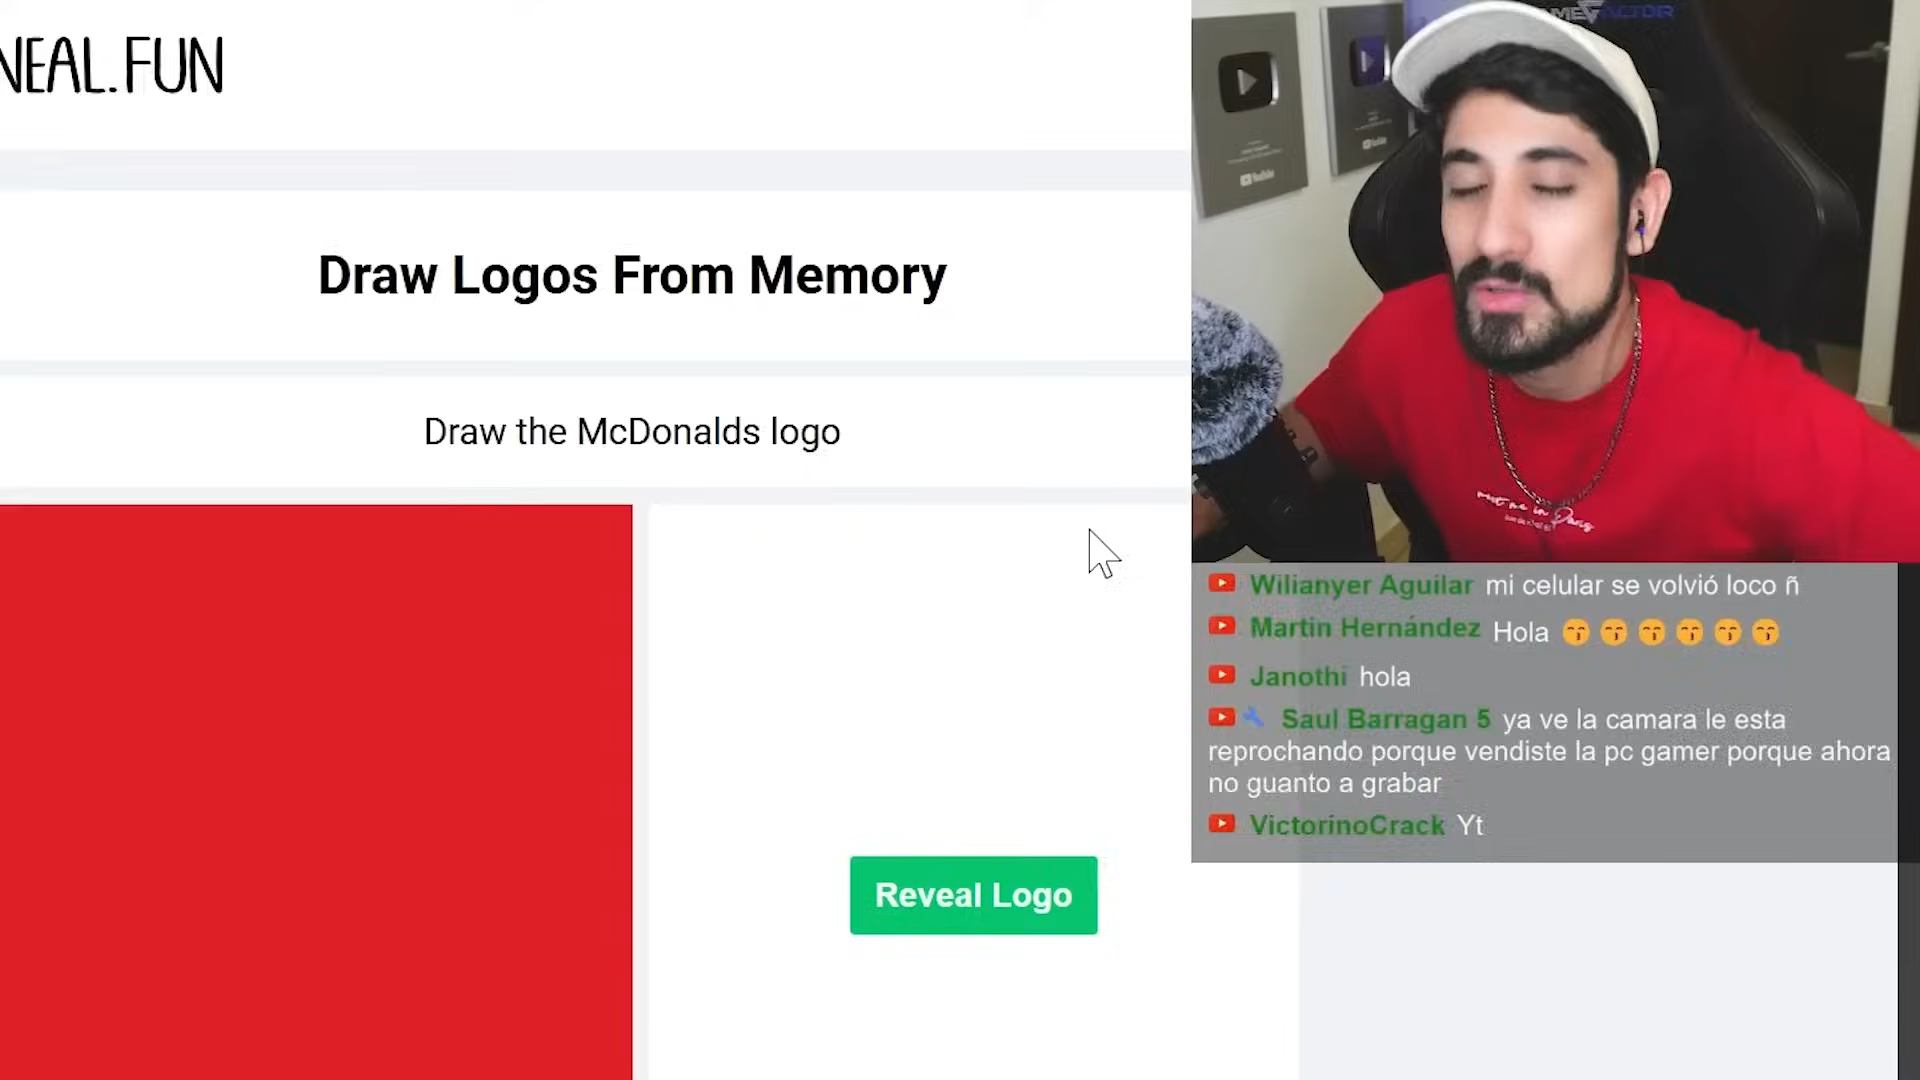 NEAL.FUN
Draw Logos From Memory
Draw the McDonalds logo
Reveal Logo
YouTube
YouTube
Wilianyer Aguilar mi celular se volvió loco ñ
Martin Hernández Hola 😙 😙 😙 😙 😙 😙
Janothi hola
Saul Barragan 5 ya ve la camara le esta
reprochando porque vendiste la pc gamer porque ahora
no guanto a grabar
VictorinoCrack Yt